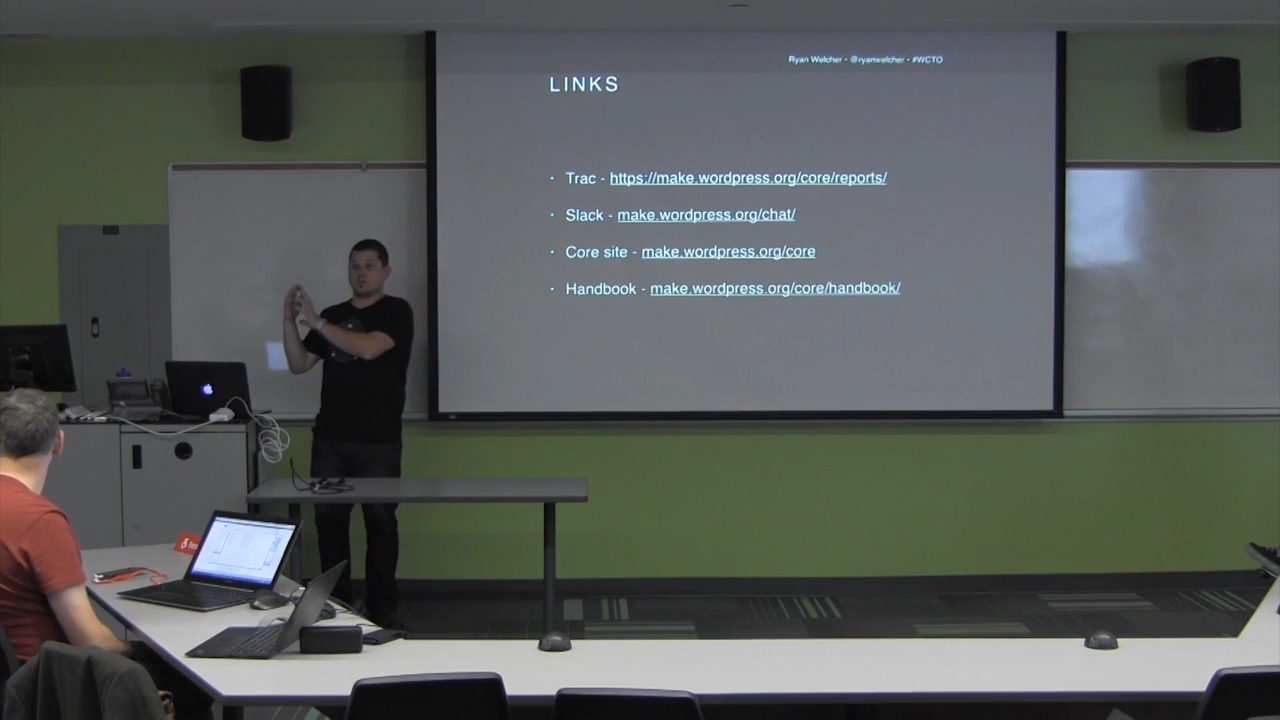 Ryan Welcher • @ryanwelcher • #WCTO
LINKS
• Trac - https://make.wordpress.org/core/reports/
• Slack - make.wordpress.org/chat/
• Core site - make.wordpress.org/core
• Handbook - make.wordpress.org/core/handbook/